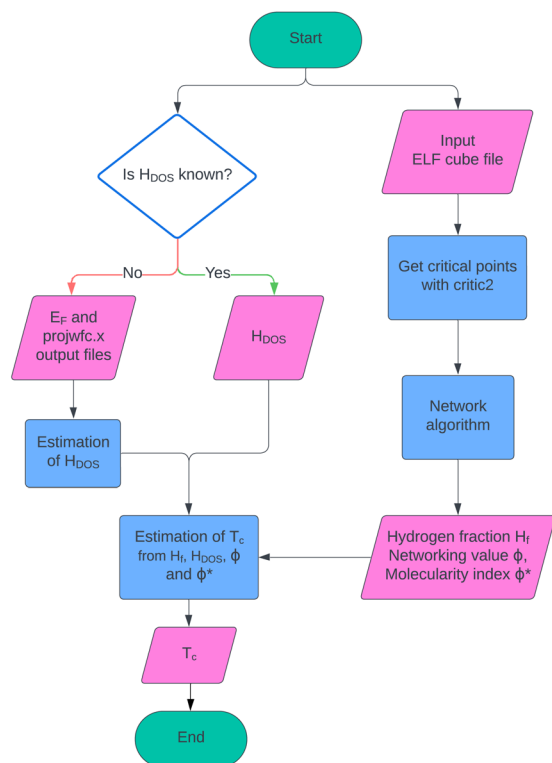 Start
Is H_DOS known?
Input
ELF cube file
Get critical points
with critic2
No
Yes
E_F and
projwfc.x
output files
H_DOS
Network
algorithm
Estimation
of H_DOS
Estimation of T_c
from H_f, H_DOS, ϕ
and ϕ*
Hydrogen fraction H_f
Networking value ϕ,
Molecularity index ϕ*
T_c
End